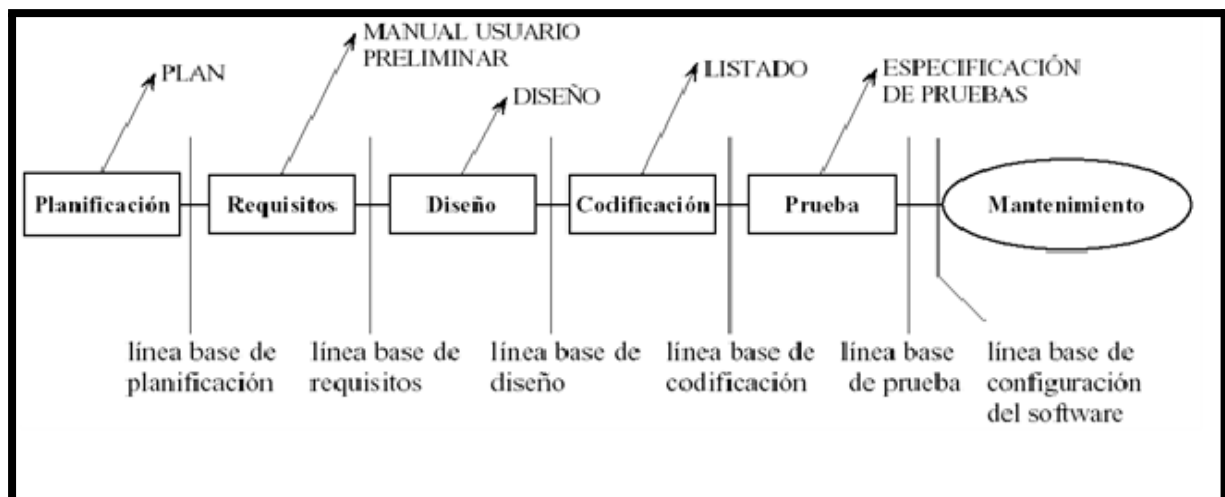 MANUAL USUARIO
PRELIMINAR
PLAN
DISEÑO
LISTADO
ESPECIFICACIÓN
DE PRUEBAS
Planificación
Requisitos
Diseño
Codificación
Prueba
Mantenimiento
línea base de
planificación
línea base de
requisitos
línea base de
diseño
línea base de
codificación
línea base
de prueba
línea base de
configuración
del software